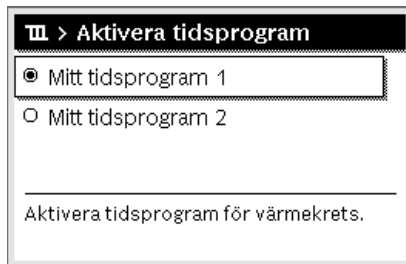 > Aktivera tidsprogram
Mitt tidsprogram 1
Mitt tidsprogram 2
Aktivera tidsprogram för värmekrets.